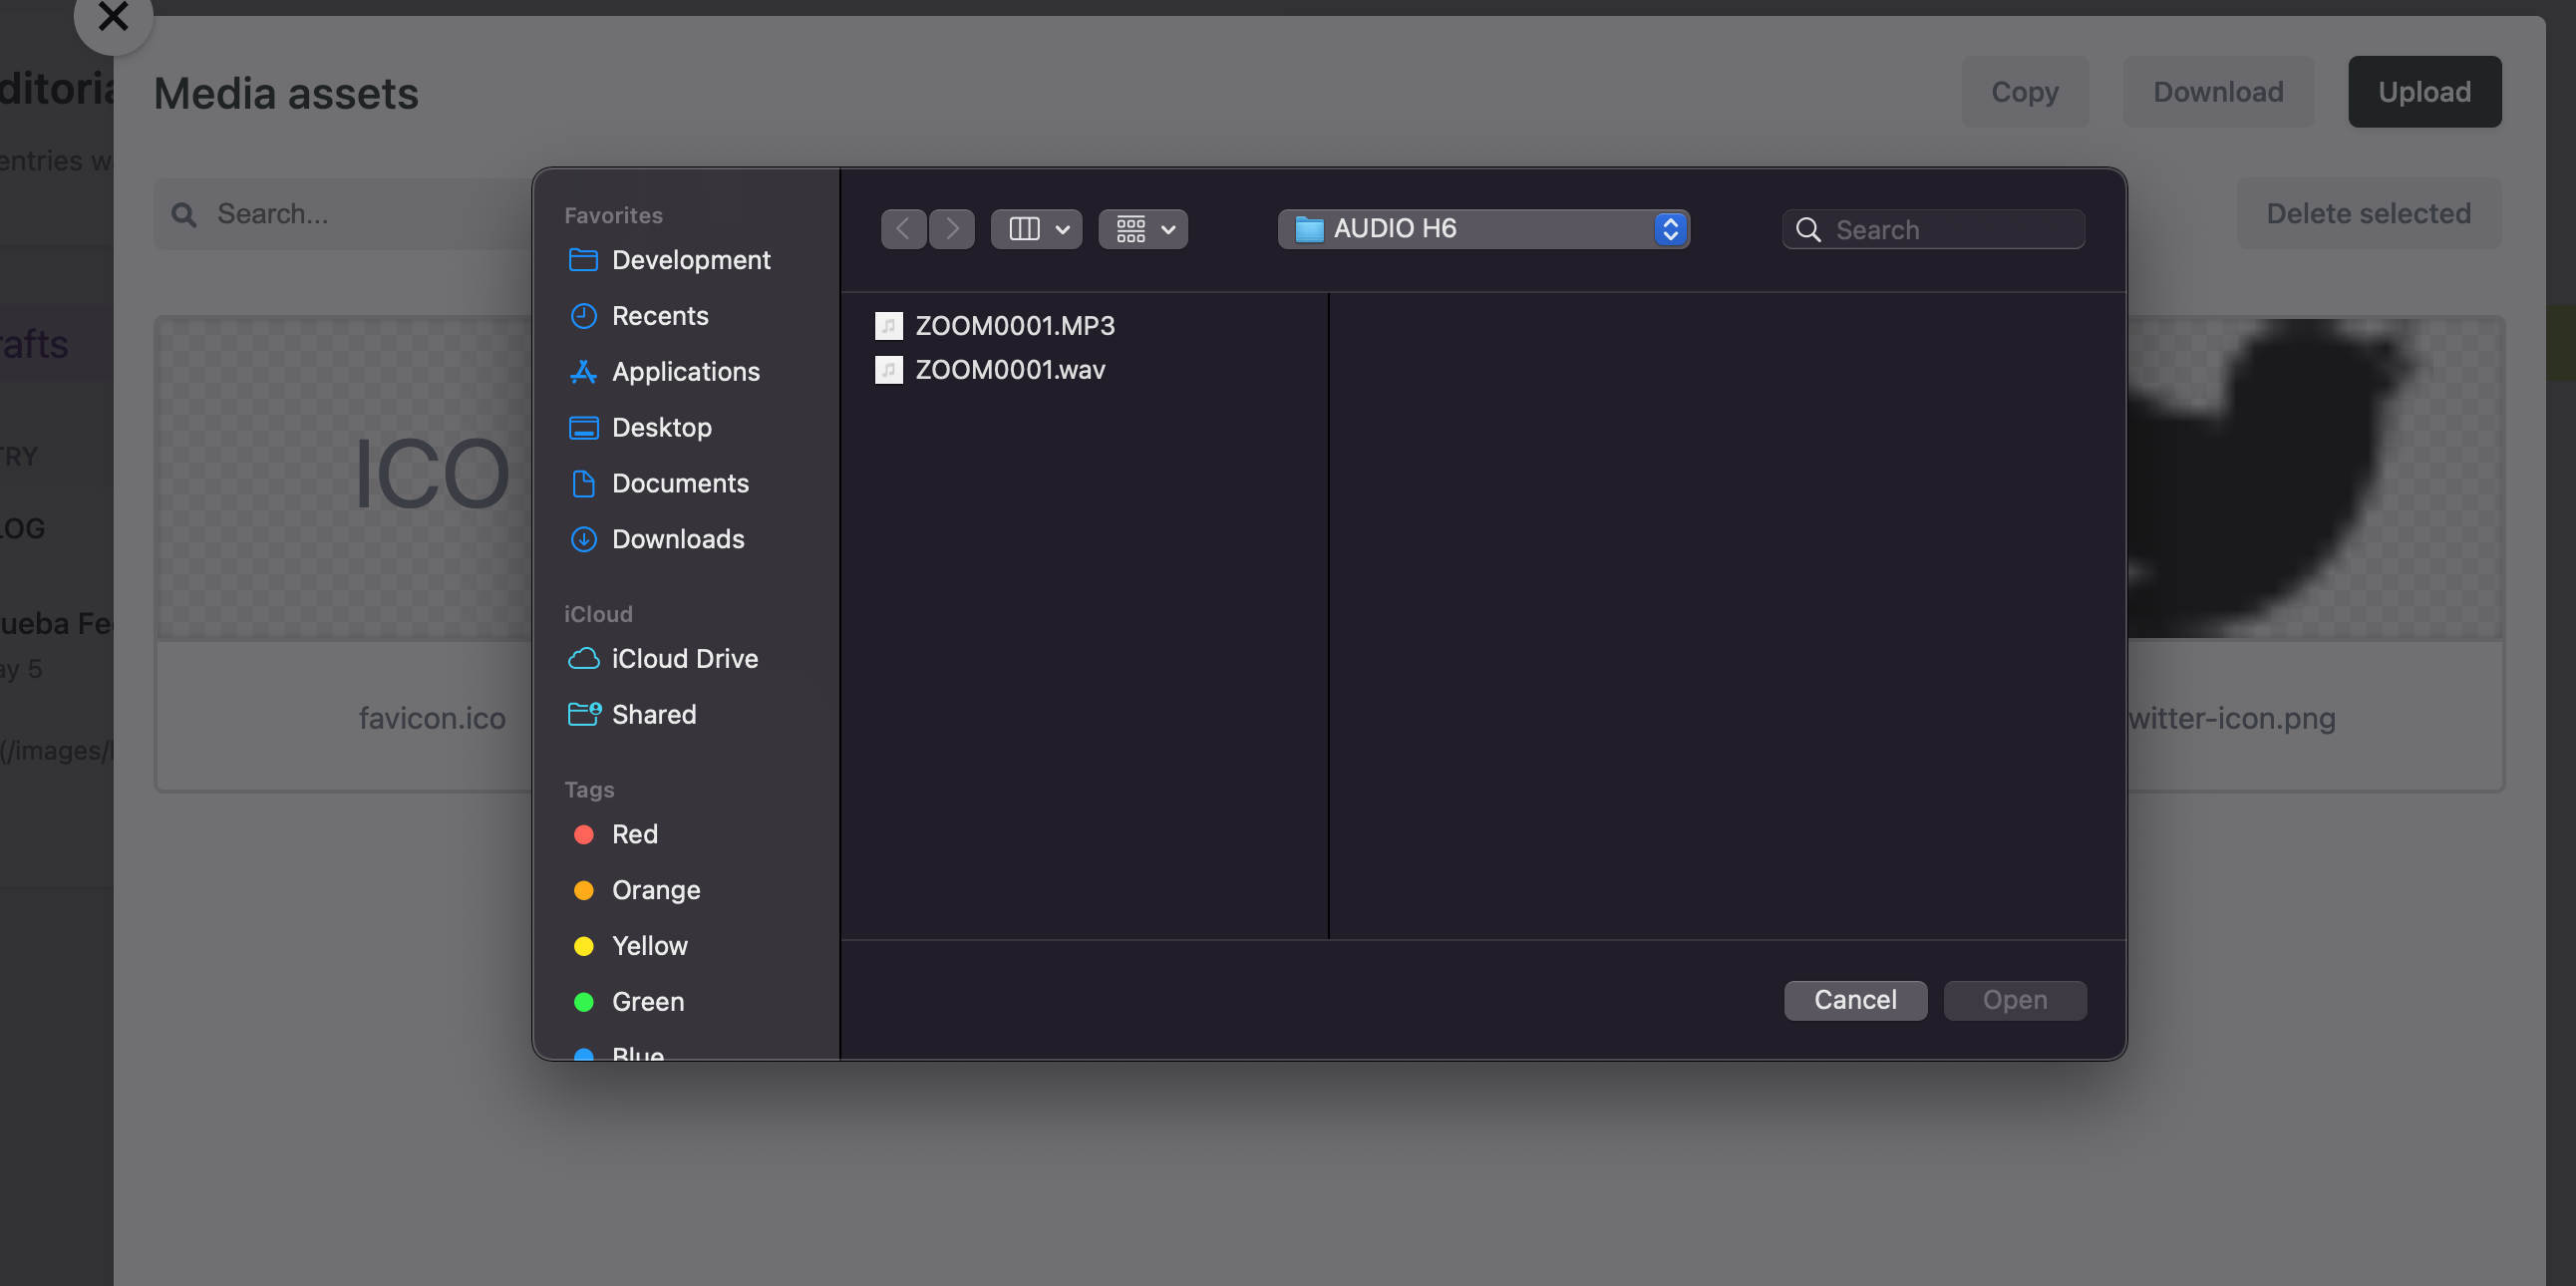 Media assets
Copy
Download
Upload
entries
Search...
Delete selected
Favorites
Development
Recents
Applications
Desktop
Documents
Downloads
iCloud
iCloud Drive
Shared
Tags
Red
Orange
Yellow
Green
Blue
AUDIO H6
Search
ZOOM0001.MP3
ZOOM0001.wav
Cancel
Open
ICO
favicon.ico
witter-icon.png
ditoria
afts
TRY
LOG
ueba Fe
ay 5
(/images/